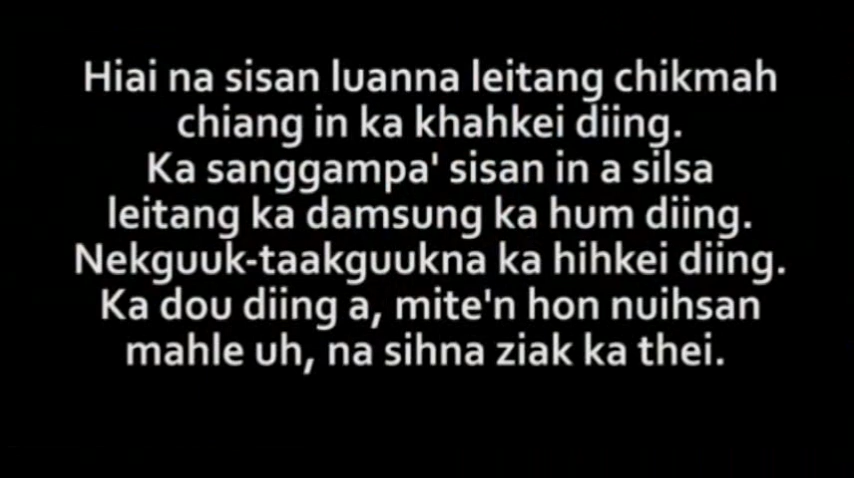 Hiai na sisan luanna leitang chikmah
chiang in ka khahkei diing.
Ka sanggampa' sisan in a silsa
leitang ka damsung ka hum diing.
Nekguuk-taakguukna ka hihkei diing.
Ka dou diing a, mite'n hon nuihsan
mahle uh, na sihna ziak ka thei.